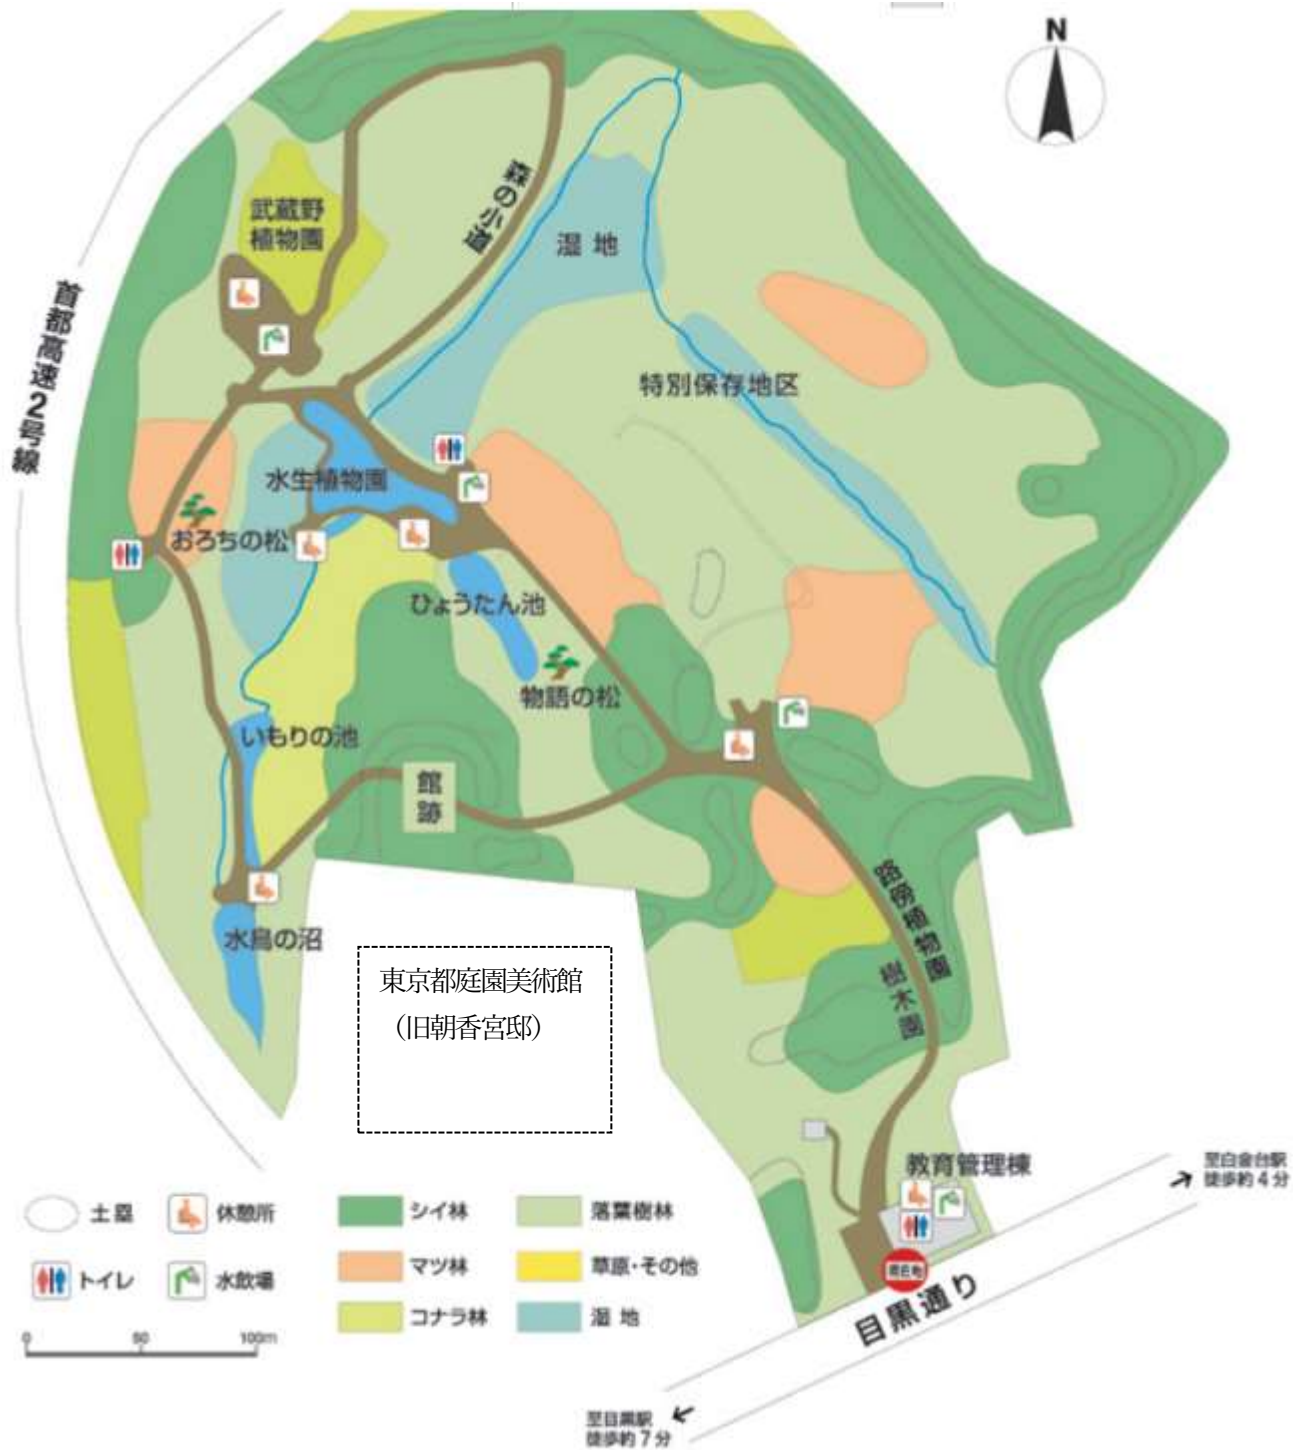 N
森の小道
武蔵野
植物園
湿地
首都高速2号線
特別保存地区
水生植物園
おろちの松
ひょうたん池
物語の松
いもりの池
館
跡
路傍植物園
水鳥の沼
東京都庭園美術館
（旧朝香宮邸）
樹木園
教育管理棟
至白金台駅
徒歩約4分
土塁
休憩所
シイ林
落葉樹林
トイレ
水飲場
マツ林
草原・その他
コナラ林
湿地
現在地
目黒通り
0 50 100m
至目黒駅
徒歩約7分